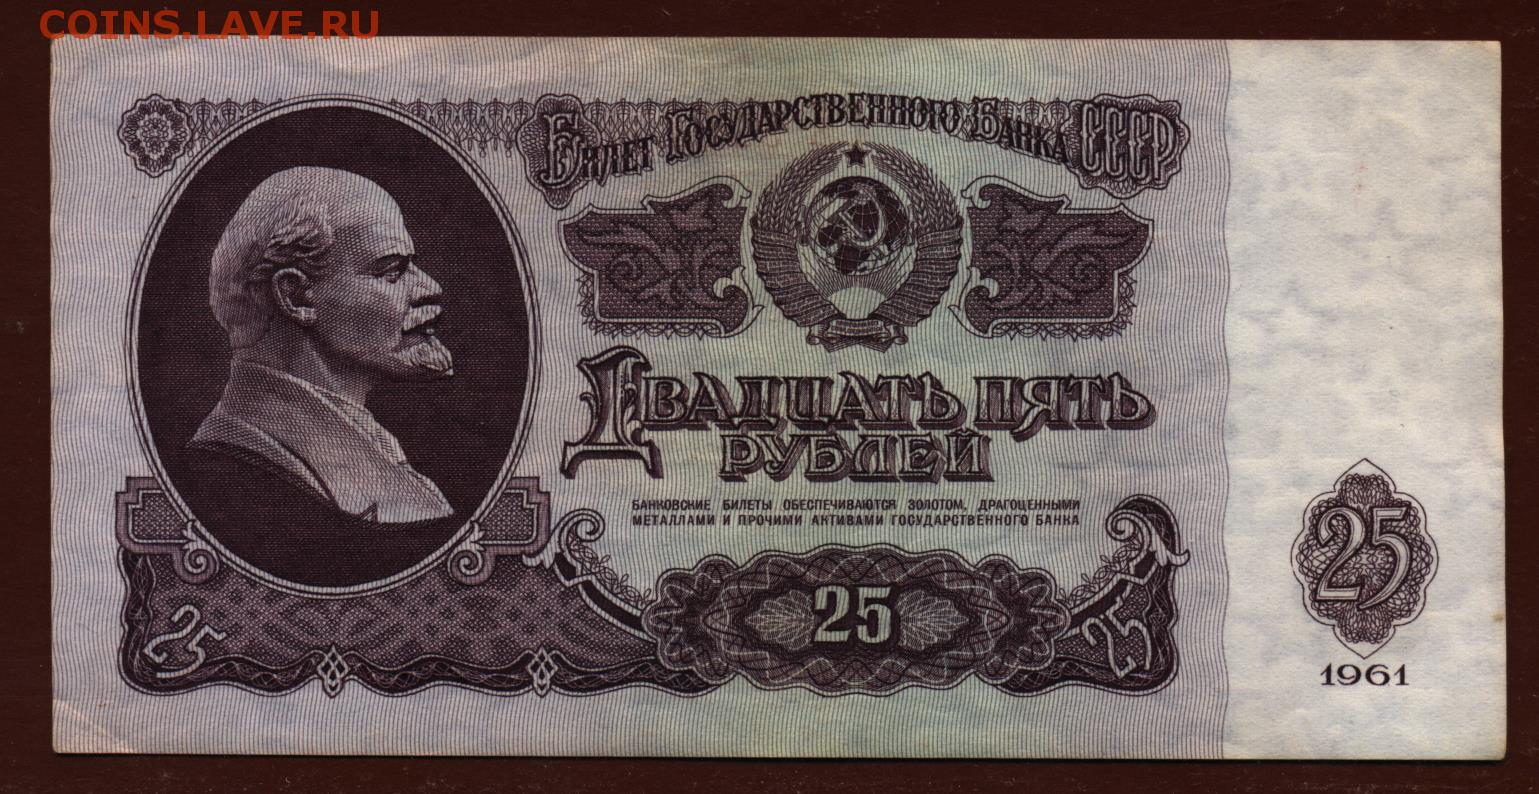 COINS.LAVE.RU
Билет Государственного Банка СССР
Двадцать пять
рублей
БАНКОВСКИЕ БИЛЕТЫ ОБЕСПЕЧИВАЮТСЯ ЗОЛОТОМ, ДРАГОЦЕННЫМИ
МЕТАЛЛАМИ И ПРОЧИМИ АКТИВАМИ ГОСУДАРСТВЕННОГО БАНКА
25
25
25
25
1961